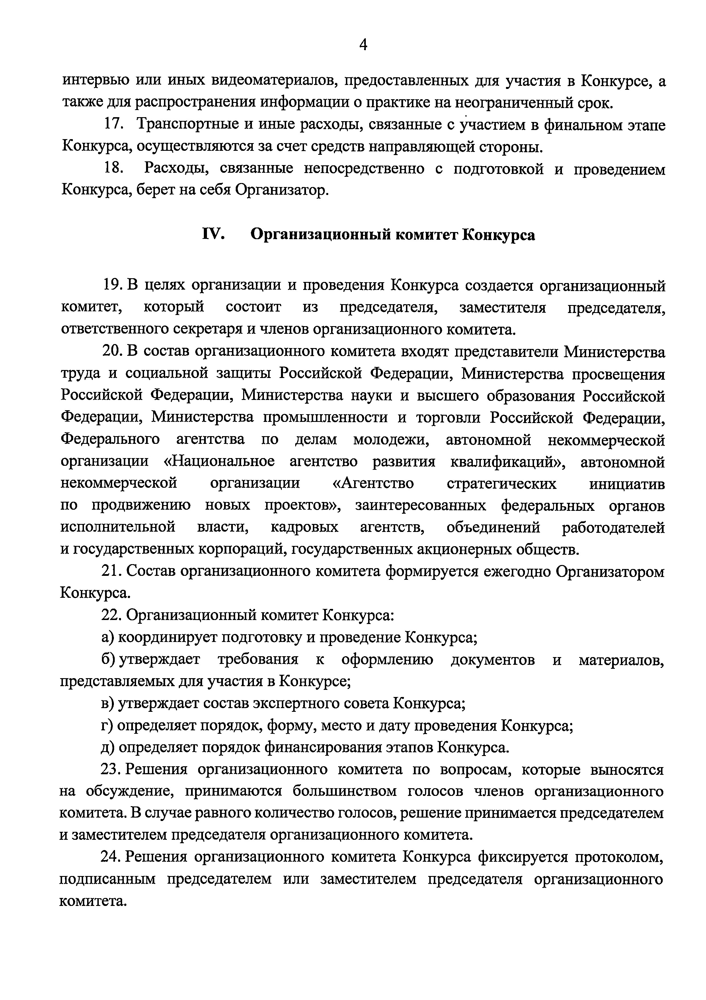 4
интервью или иных видеоматериалов, предоставленных для участия в Конкурсе, а
также для распространения информации о практике на неограниченный срок.
17. Транспортные и иные расходы, связанные с участием в финальном этапе
Конкурса, осуществляются за счет средств направляющей стороны.
18. Расходы, связанные непосредственно с подготовкой и проведением
Конкурса, берет на себя Организатор.
IV. Организационный комитет Конкурса
19. В целях организации и проведения Конкурса создается организационный
комитет, который состоит из председателя, заместителя председателя,
ответственного секретаря и членов организационного комитета.
20. В состав организационного комитета входят представители Министерства
труда и социальной защиты Российской Федерации, Министерства просвещения
Российской Федерации, Министерства науки и высшего образования Российской
Федерации, Министерства промышленности и торговли Российской Федерации,
Федерального агентства по делам молодежи, автономной некоммерческой
организации «Национальное агентство развития квалификаций», автономной
некоммерческой организации «Агентство стратегических инициатив
по продвижению новых проектов», заинтересованных федеральных органов
исполнительной власти, кадровых агентств, объединений работодателей
и государственных корпораций, государственных акционерных обществ.
21. Состав организационного комитета формируется ежегодно Организатором
Конкурса.
22. Организационный комитет Конкурса:
а) координирует подготовку и проведение Конкурса;
б) утверждает требования к оформлению документов и материалов,
представляемых для участия в Конкурсе;
в) утверждает состав экспертного совета Конкурса;
г) определяет порядок, форму, место и дату проведения Конкурса;
д) определяет порядок финансирования этапов Конкурса.
23. Решения организационного комитета по вопросам, которые выносятся
на обсуждение, принимаются большинством голосов членов организационного
комитета. В случае равного количество голосов, решение принимается председателем
и заместителем председателя организационного комитета.
24. Решения организационного комитета Конкурса фиксируется протоколом,
подписанным председателем или заместителем председателя организационного
комитета.